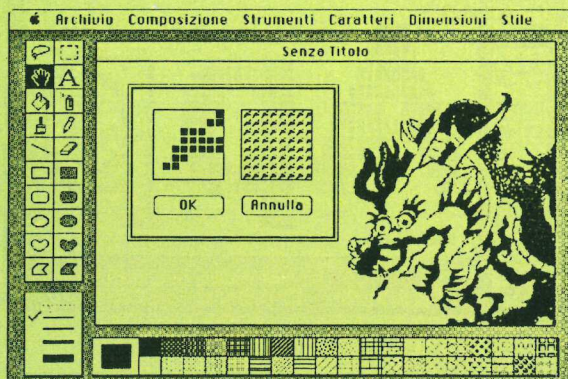 Archivio Composizione Strumenti Caratteri Dimensioni Stile
Senza Titolo
A
OK Annulla